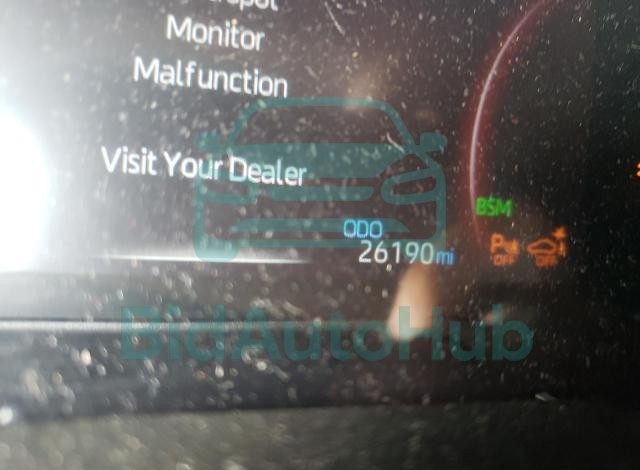 Monitor
Malfunction
Visit Your Dealer
ODO
26190mi
BSM
P OFF
OFF
BidAutoHub